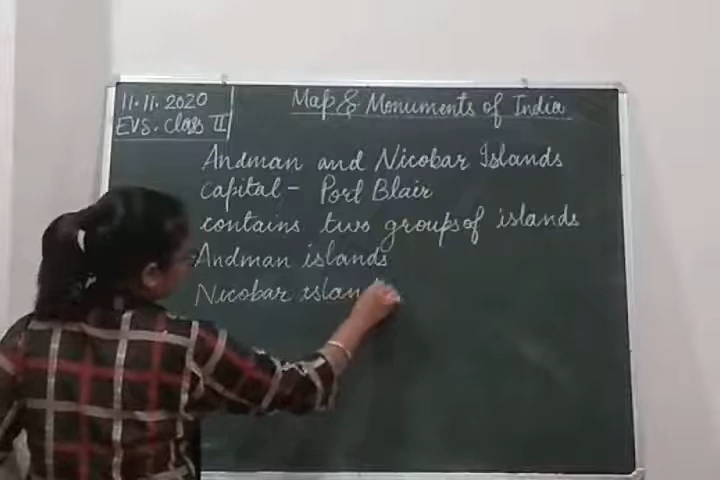 11.11.2020
EVS. Class II
Map & Monuments of India
Andman and Nicobar Islands
capital - Port Blair
contains two groups of islands
Andman islands
Nicobar islan